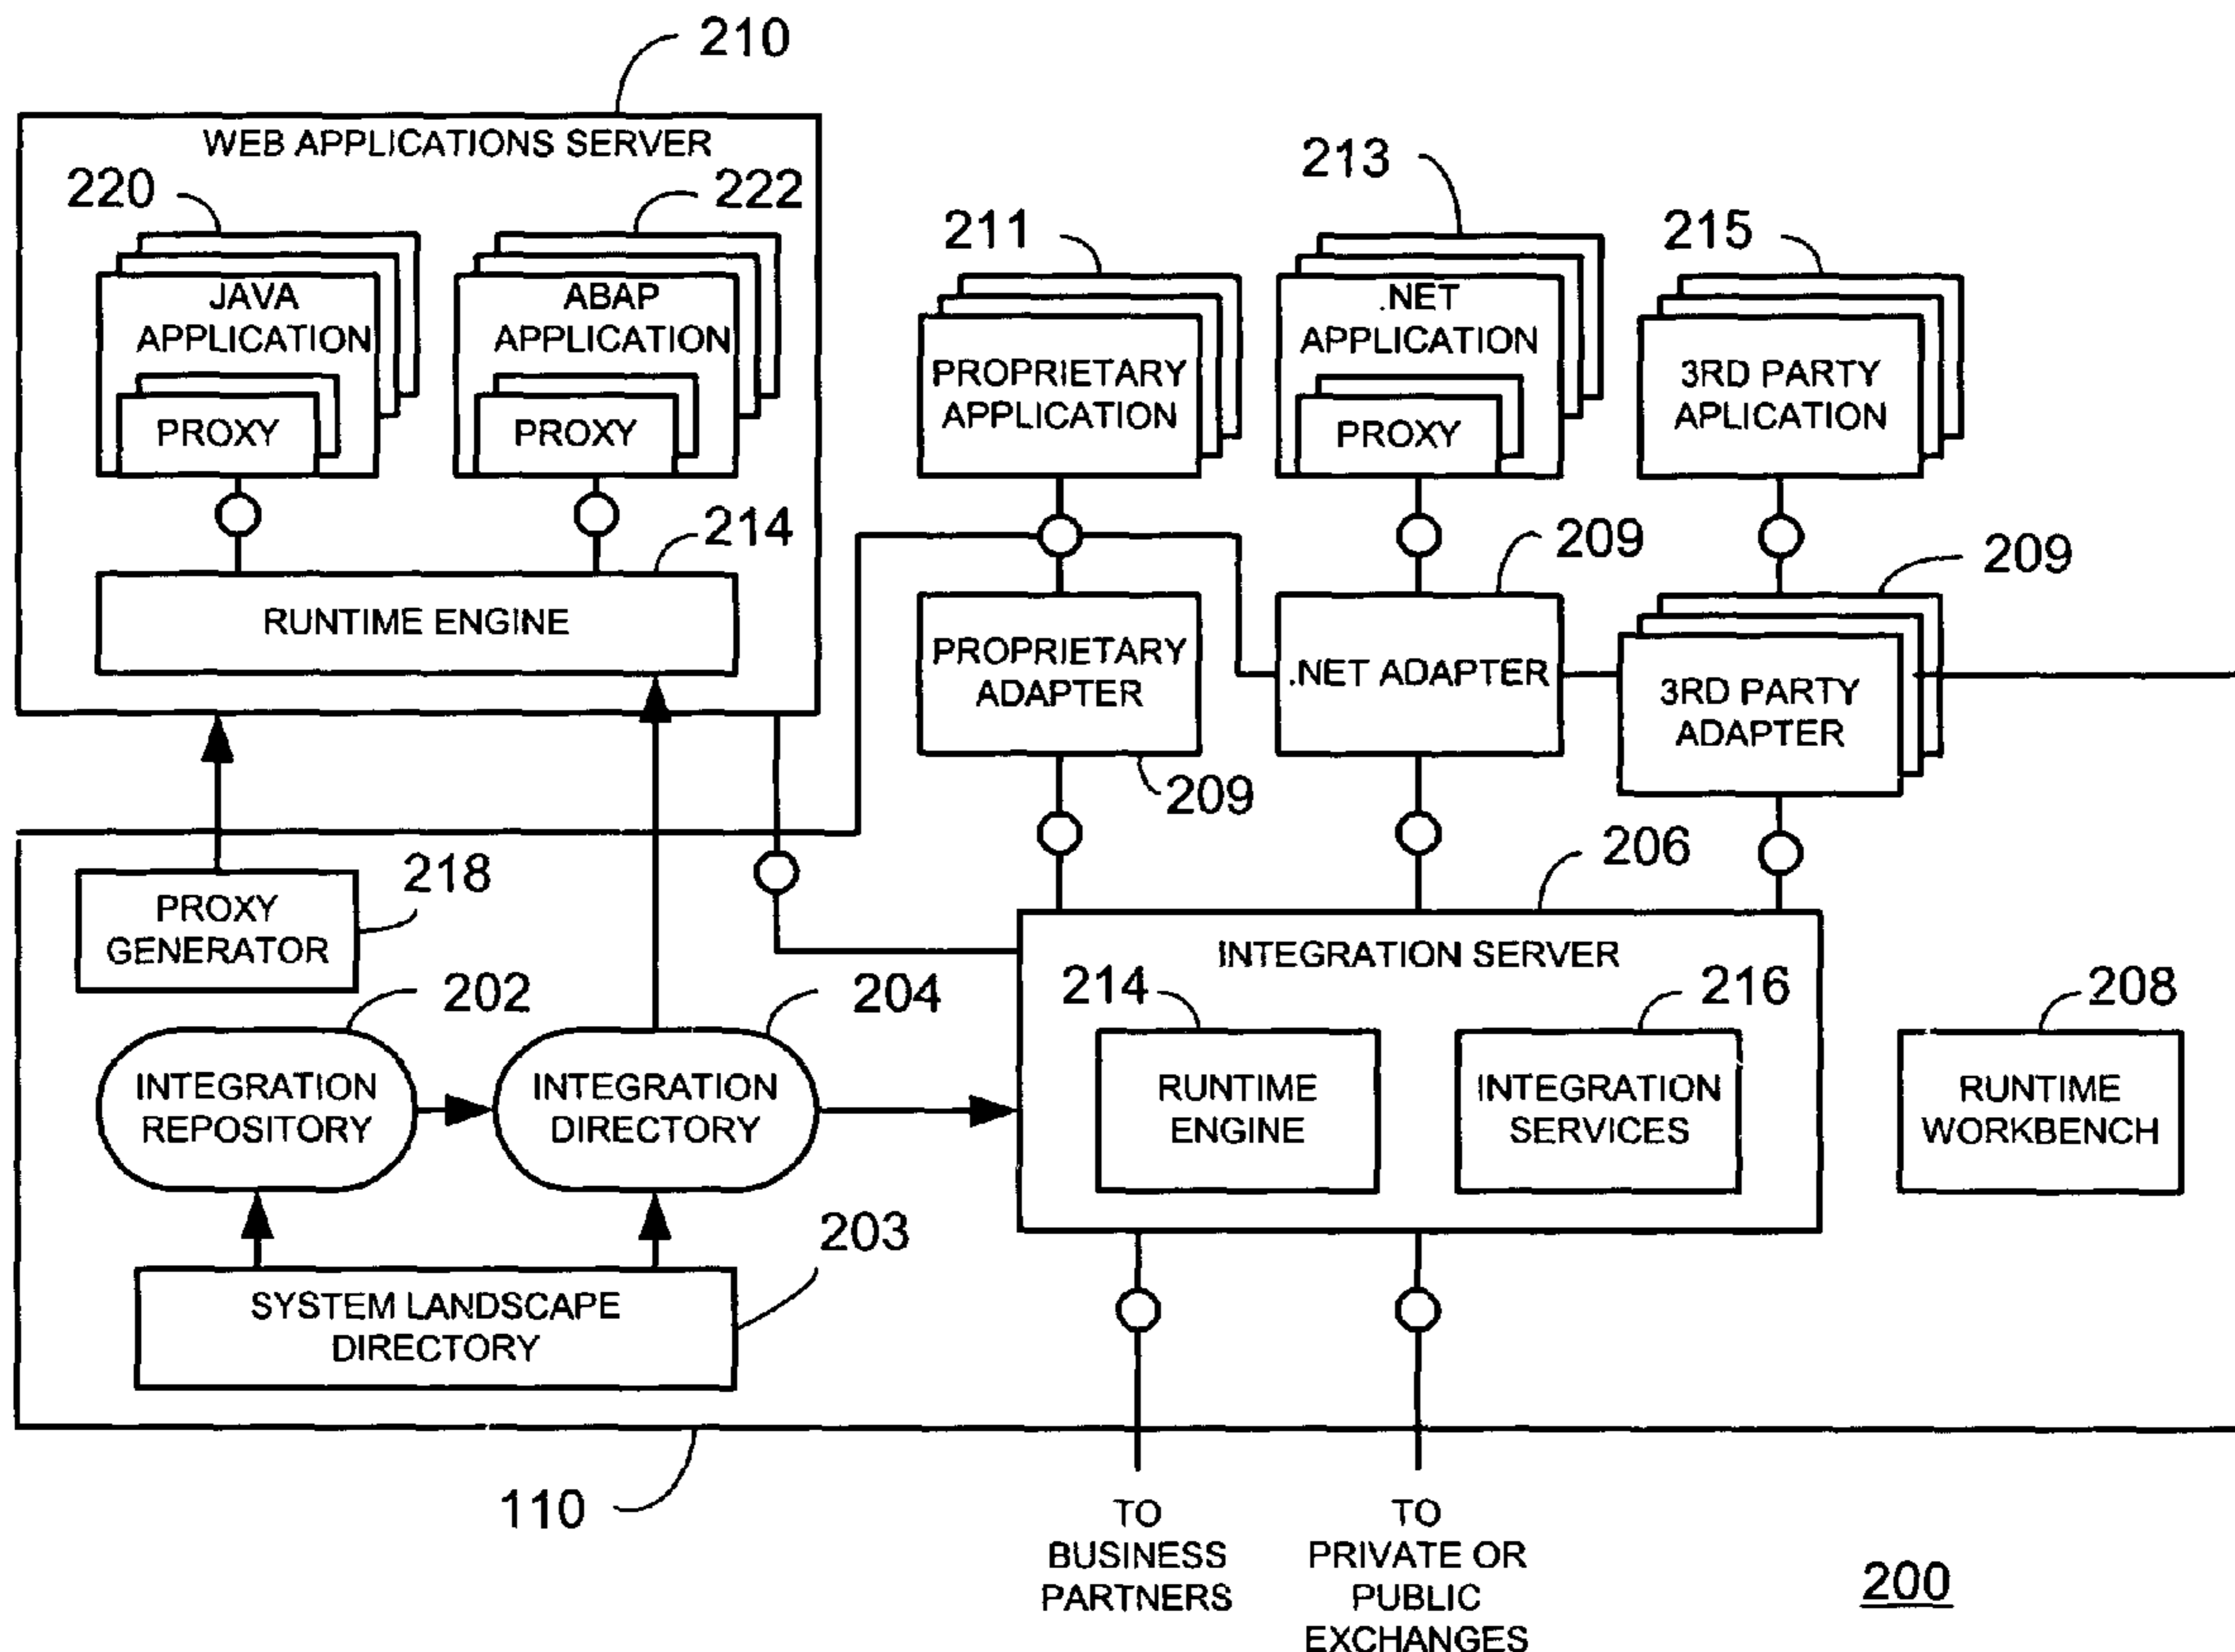 210
WEB APPLICATIONS SERVER
220
222
JAVA
APPLICATION
PROXY
ABAP
APPLICATION
PROXY
214
RUNTIME ENGINE
211
PROPRIETARY
APPLICATION
213
.NET
APPLICATION
PROXY
215
3RD PARTY
APLICATION
209
209
PROPRIETARY
ADAPTER
209
.NET ADAPTER
3RD PARTY
ADAPTER
218
PROXY
GENERATOR
206
INTEGRATION SERVER
202
204
214
216
208
INTEGRATION
REPOSITORY
INTEGRATION
DIRECTORY
RUNTIME
ENGINE
INTEGRATION
SERVICES
RUNTIME
WORKBENCH
203
SYSTEM LANDSCAPE
DIRECTORY
110
TO
BUSINESS
PARTNERS
TO
PRIVATE OR
PUBLIC
EXCHANGES
200